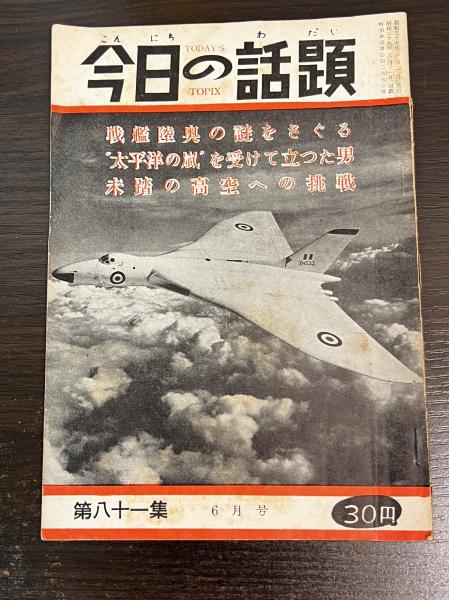 こんにち わだい
TODAY'S
今日の話題
TOPIX
戦艦陸奥の謎をさぐる
"太平洋の嵐"を受けて立つた男
未踏の高空への挑戦
第八十一集 6月号 30円